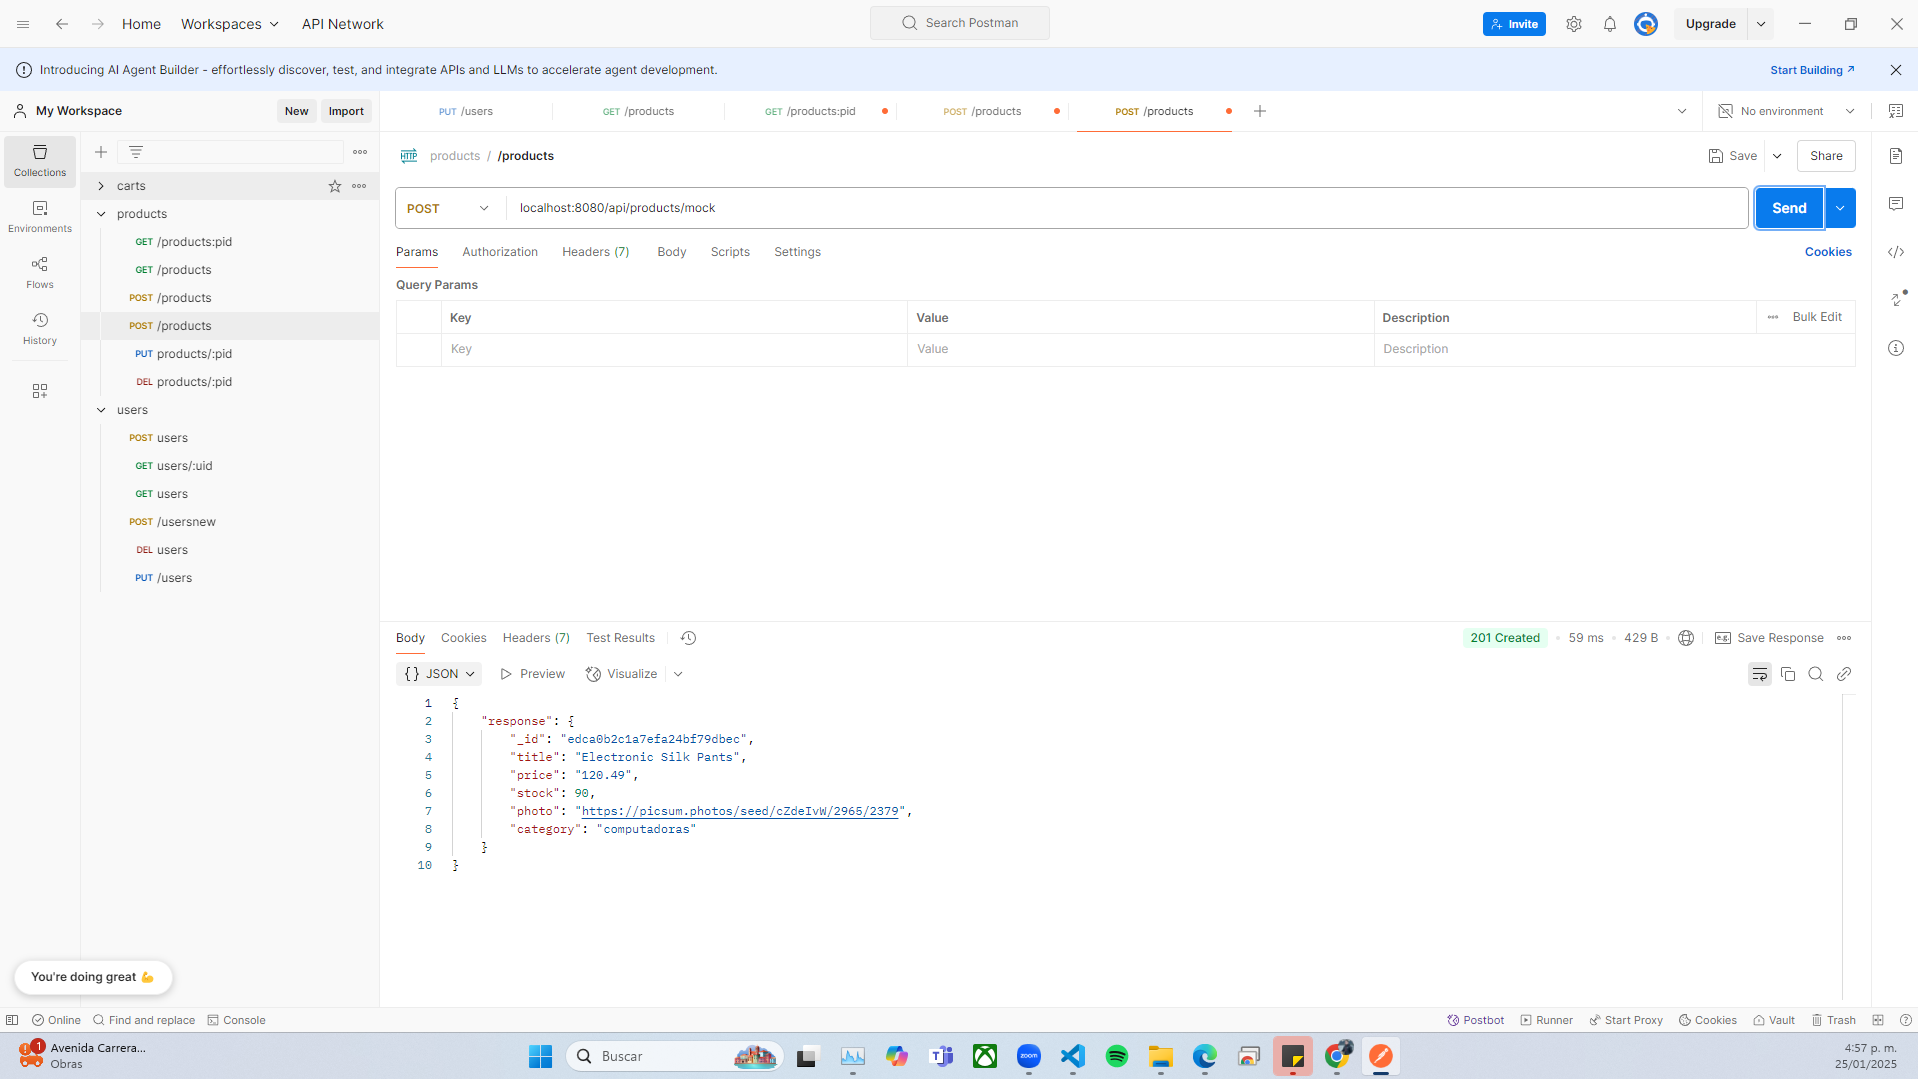 Home Workspaces API Network Search Postman Invite Upgrade
Introducing AI Agent Builder - effortlessly discover, test, and integrate APIs and LLMs to accelerate agent development. Start Building
My Workspace New Import
PUT /users GET /products GET /products:pid POST /products POST /products No environment
Collections
Environments
Flows
History
carts
products
GET /products:pid
GET /products
POST /products
POST /products
PUT products/:pid
DEL products/:pid
users
POST users
GET users/:uid
GET users
POST /usersnew
DEL users
PUT /users
You're doing great 💪
HTTP products / /products Save Share
POST localhost:8080/api/products/mock Send
Params Authorization Headers (7) Body Scripts Settings Cookies
Query Params
Key Value Description Bulk Edit
Key Value Description
Body Cookies Headers (7) Test Results 201 Created 59 ms 429 B e.g. Save Response
{} JSON Preview Visualize
1 {
2 "response": {
3 "_id": "edca0b2c1a7efa24bf79dbec",
4 "title": "Electronic Silk Pants",
5 "price": "120.49",
6 "stock": 90,
7 "photo": "https://picsum.photos/seed/cZdeIvW/2965/2379",
8 "category": "computadoras"
9 }
10 }
Online Find and replace Console Postbot Runner Start Proxy Cookies Vault Trash
1 Avenida Carrera...
Obras
Buscar
zoom
4:57 p. m.
25/01/2025